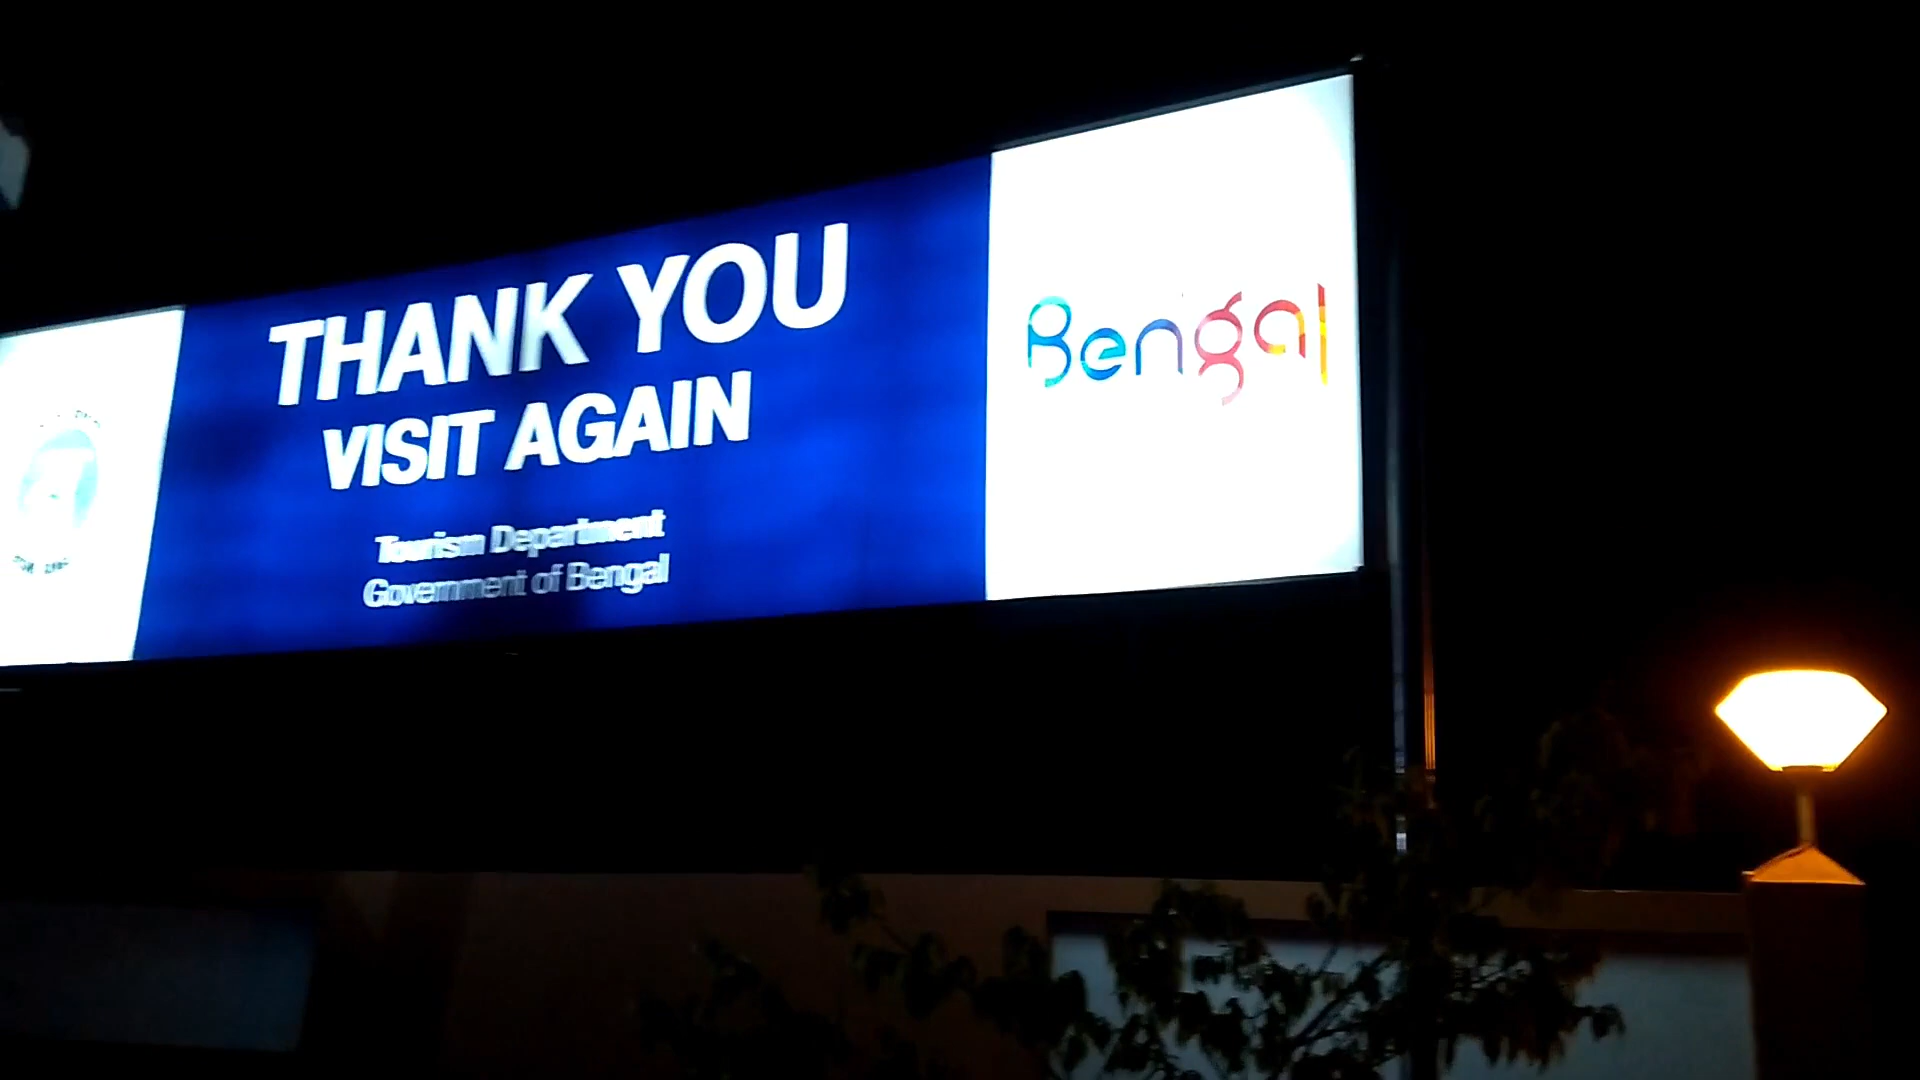 THANK YOU
VISIT AGAIN
Tourism Department
Government of Bengal
Bengal